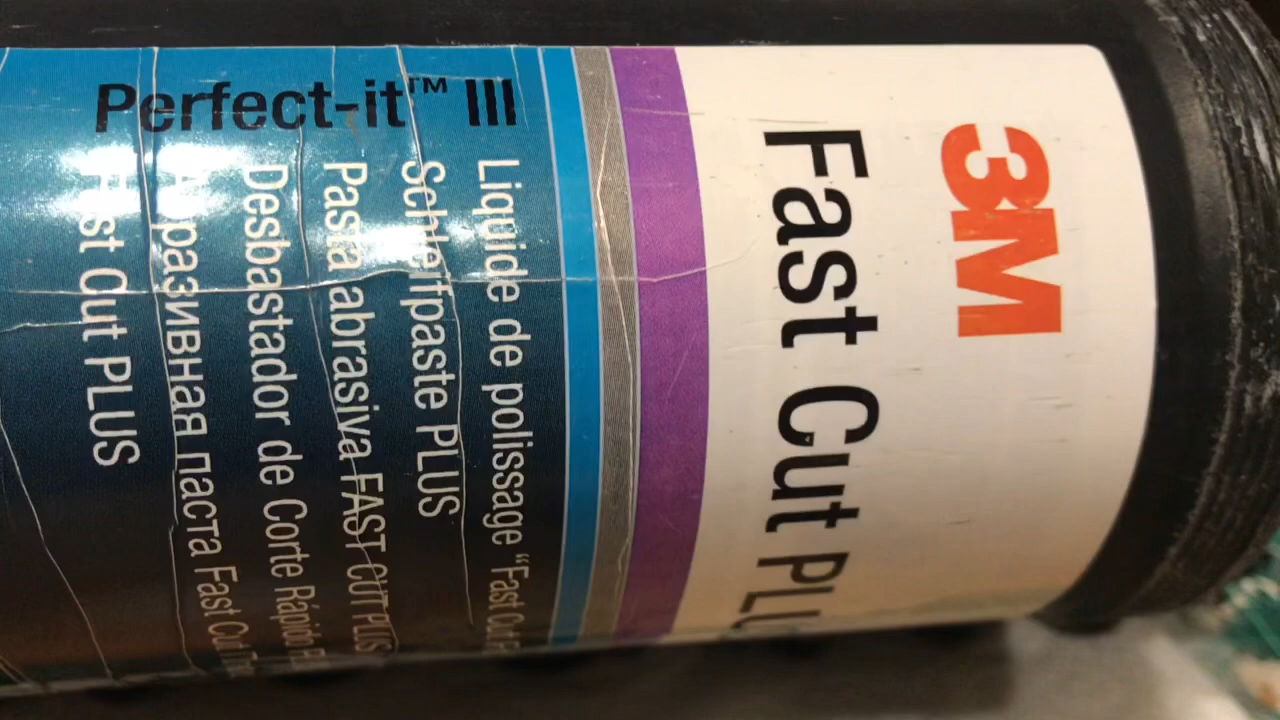 3M
Fast Cut PLU
Perfect-it™ III
Liquide de polissage "Fast Cut
Schleifpaste PLUS
Pasta abrasiva FAST CUT PLUS
Desbastador de Corte Rápido
Абразивная паста Fast Cut
Fast Cut PLUS